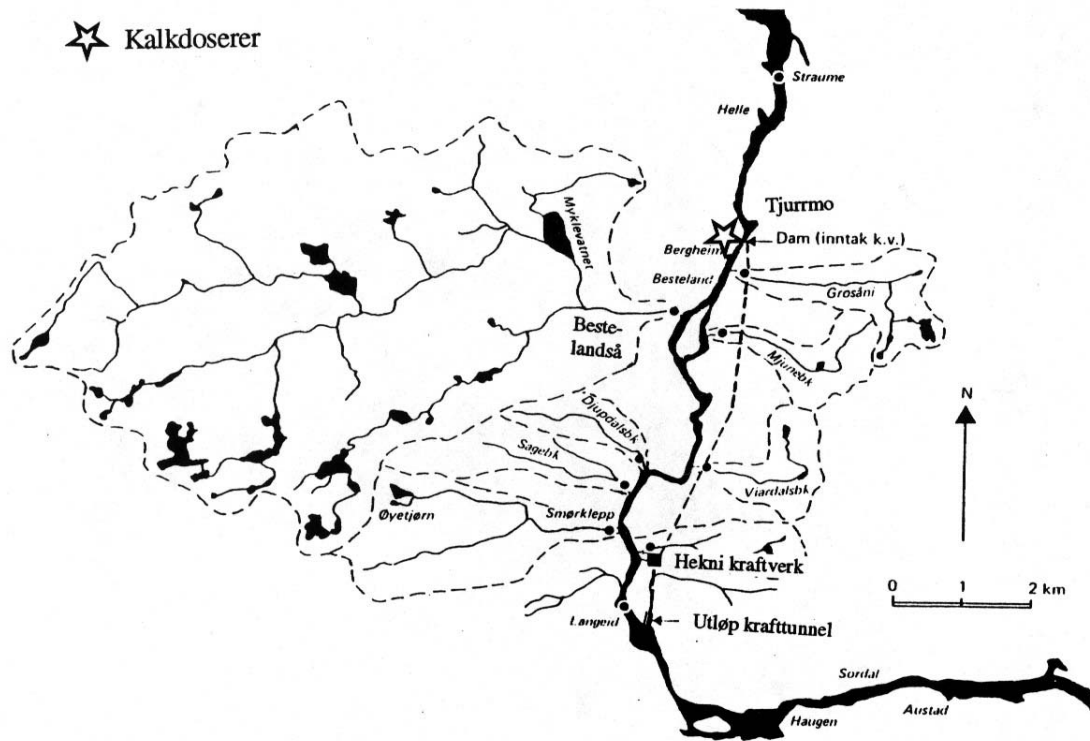 Kalkdoserer
Straume
Helle
Tjurrmo
Dam (inntak k.v.)
Bergheim
Myklevatnet
Besteland
Grosåni
Beste-
landså
Mjunebk
Djupdalsbk
Sagebk
Viardalsbk
Øyetjørn
Smørklepp
N
Hekni kraftverk
0 1 2 km
Langeid
Utløp krafttunnel
Sordal
Austad
Haugen